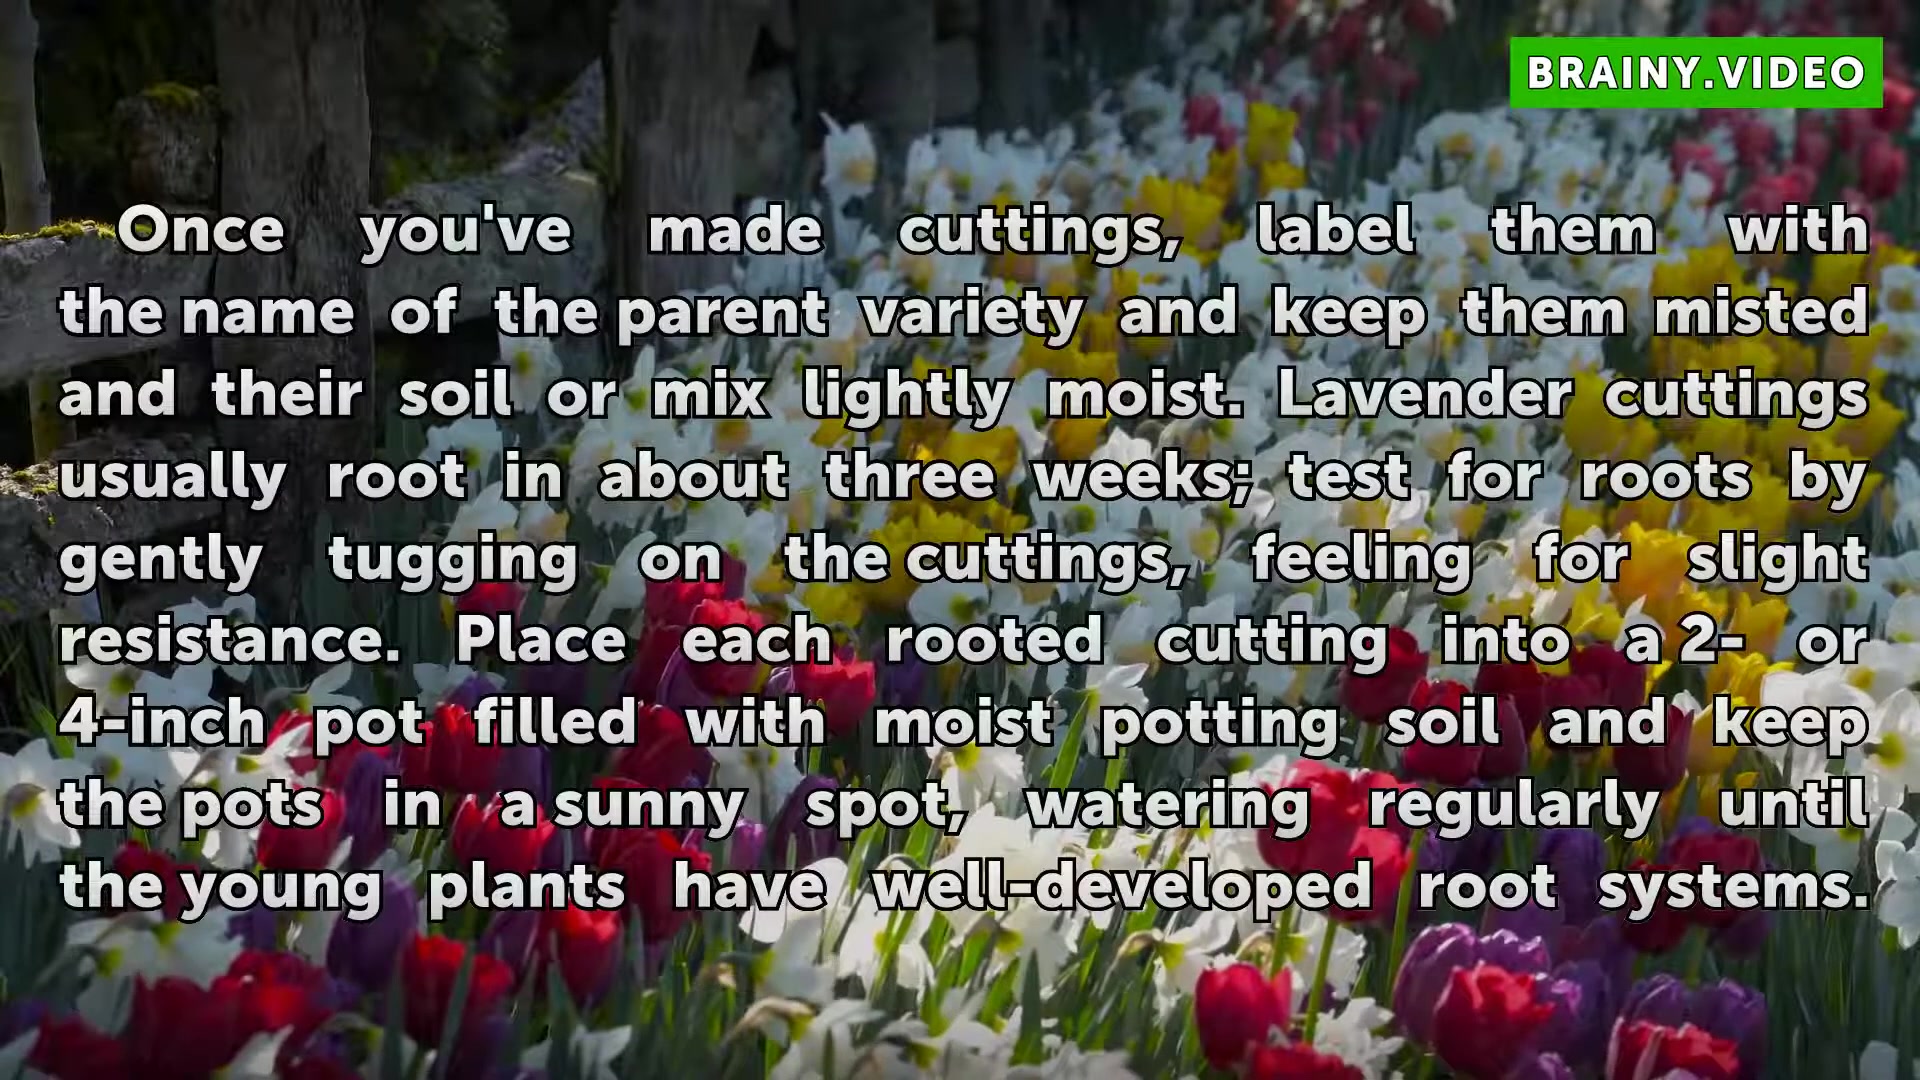 BRAINY.VIDEO
Once you've made cuttings, label them with
the name of the parent variety and keep them misted
and their soil or mix lightly moist. Lavender cuttings
usually root in about three weeks; test for roots by
gently tugging on the cuttings, feeling for slight
resistance. Place each rooted cutting into a 2- or
4-inch pot filled with moist potting soil and keep
the pots in a sunny spot, watering regularly until
the young plants have well-developed root systems.